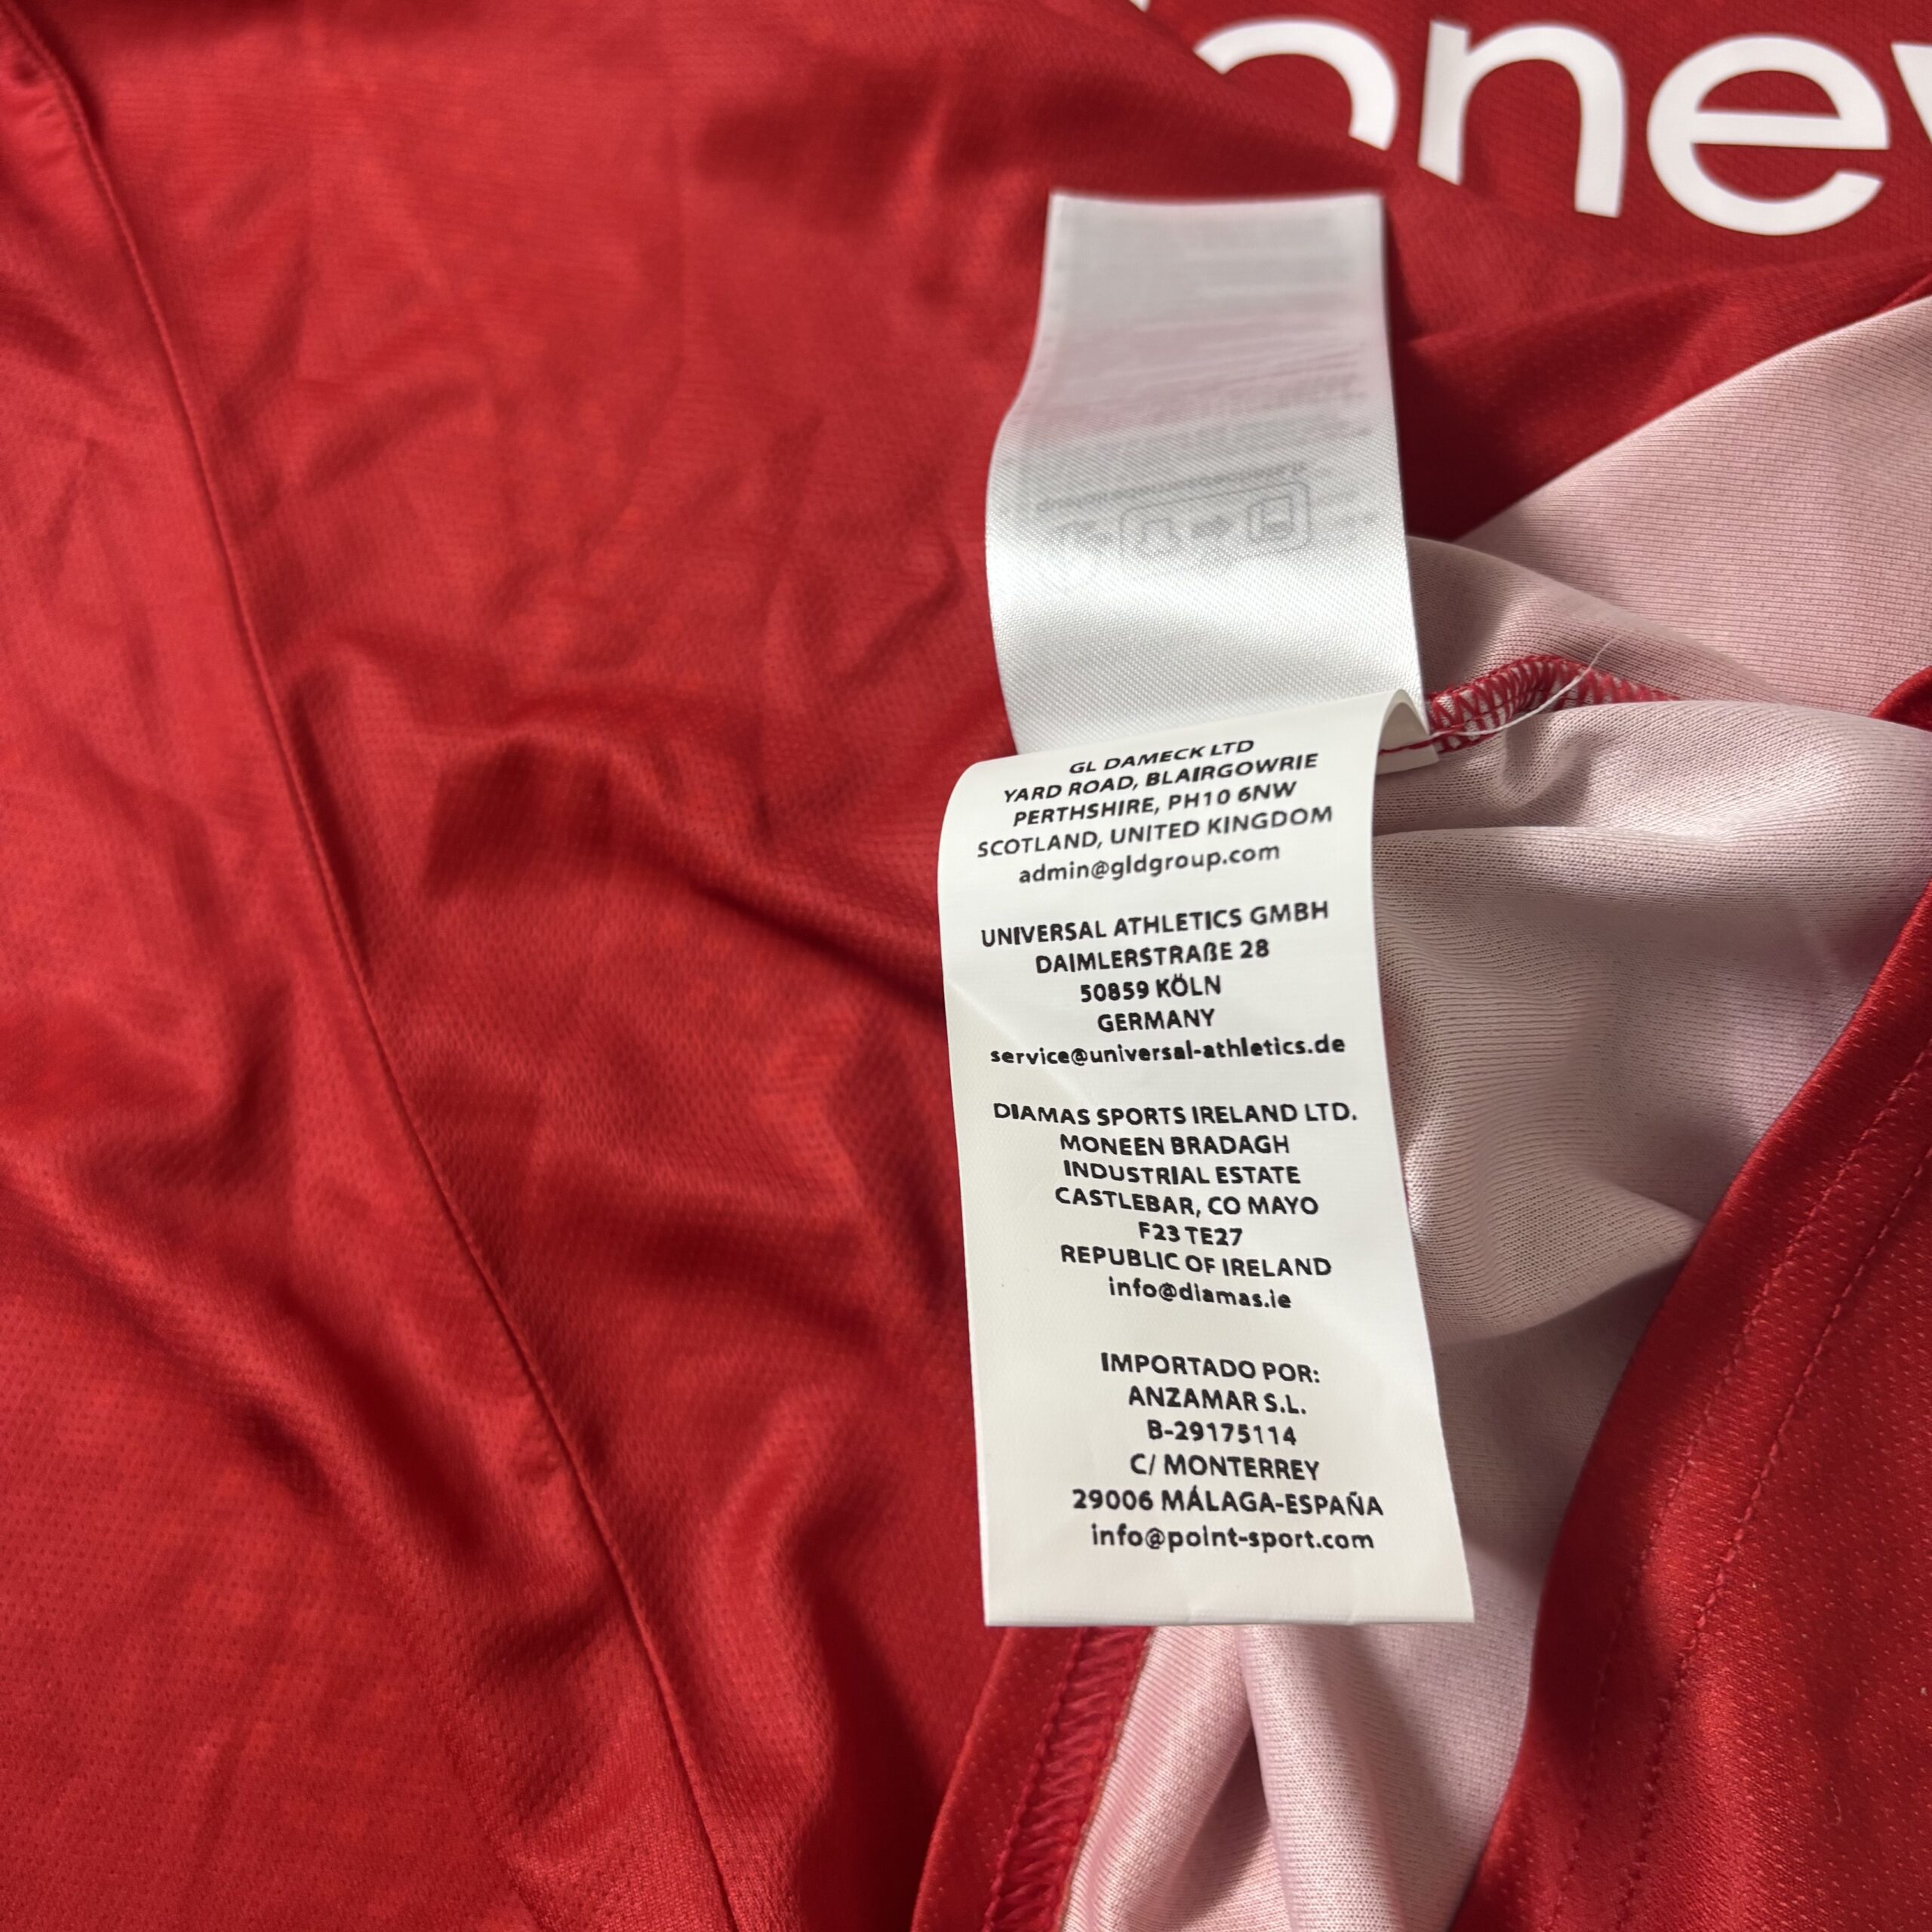 oney
GL DAMECK LTD
YARD ROAD, BLAIRGOWRIE
PERTHSHIRE, PH10 6NW
SCOTLAND, UNITED KINGDOM
admin@gldgroup.com
UNIVERSAL ATHLETICS GMBH
DAIMLERSTRAßE 28
50859 KÖLN
GERMANY
service@universal-athletics.de
DIAMAS SPORTS IRELAND LTD.
MONEEN BRADAGH
INDUSTRIAL ESTATE
CASTLEBAR, CO MAYO
F23 TE27
REPUBLIC OF IRELAND
info@diamas.ie
IMPORTADO POR:
ANZAMAR S.L.
B-29175114
C/ MONTERREY
29006 MÁLAGA-ESPAÑA
info@point-sport.com